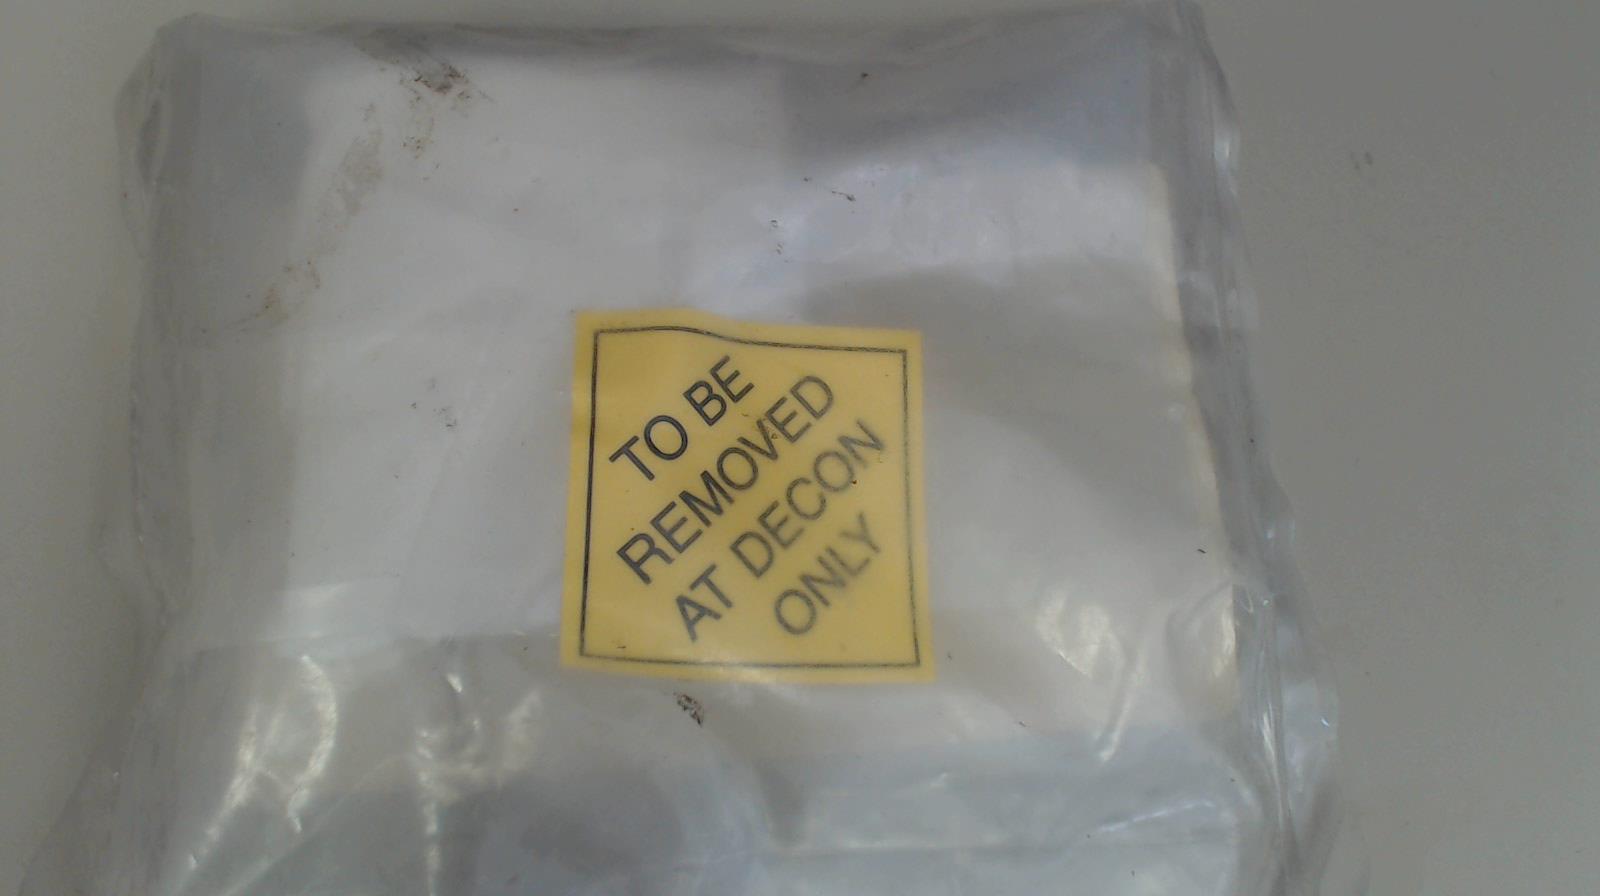 TO BE
REMOVED
AT DECON
ONLY